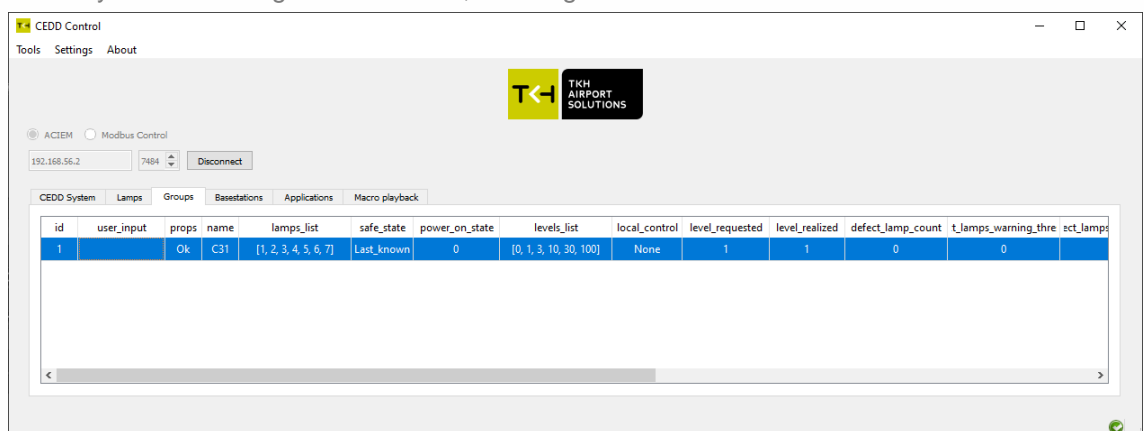 CEDD Control
Tools Settings About
TKH
TKH
AIRPORT
SOLUTIONS
ACIEM Modbus Control
192.168.56.2 7484 Disconnect
CEDD System Lamps Groups Basestations Applications Macro playback
id user_input props name lamps_list safe_state power_on_state levels_list local_control level_requested level_realized defect_lamp_count t_lamps_warning_thre ect_lamps
1 Ok C31 [1, 2, 3, 4, 5, 6, 7] Last_known 0 [0, 1, 3, 10, 30, 100] None 1 1 0 0